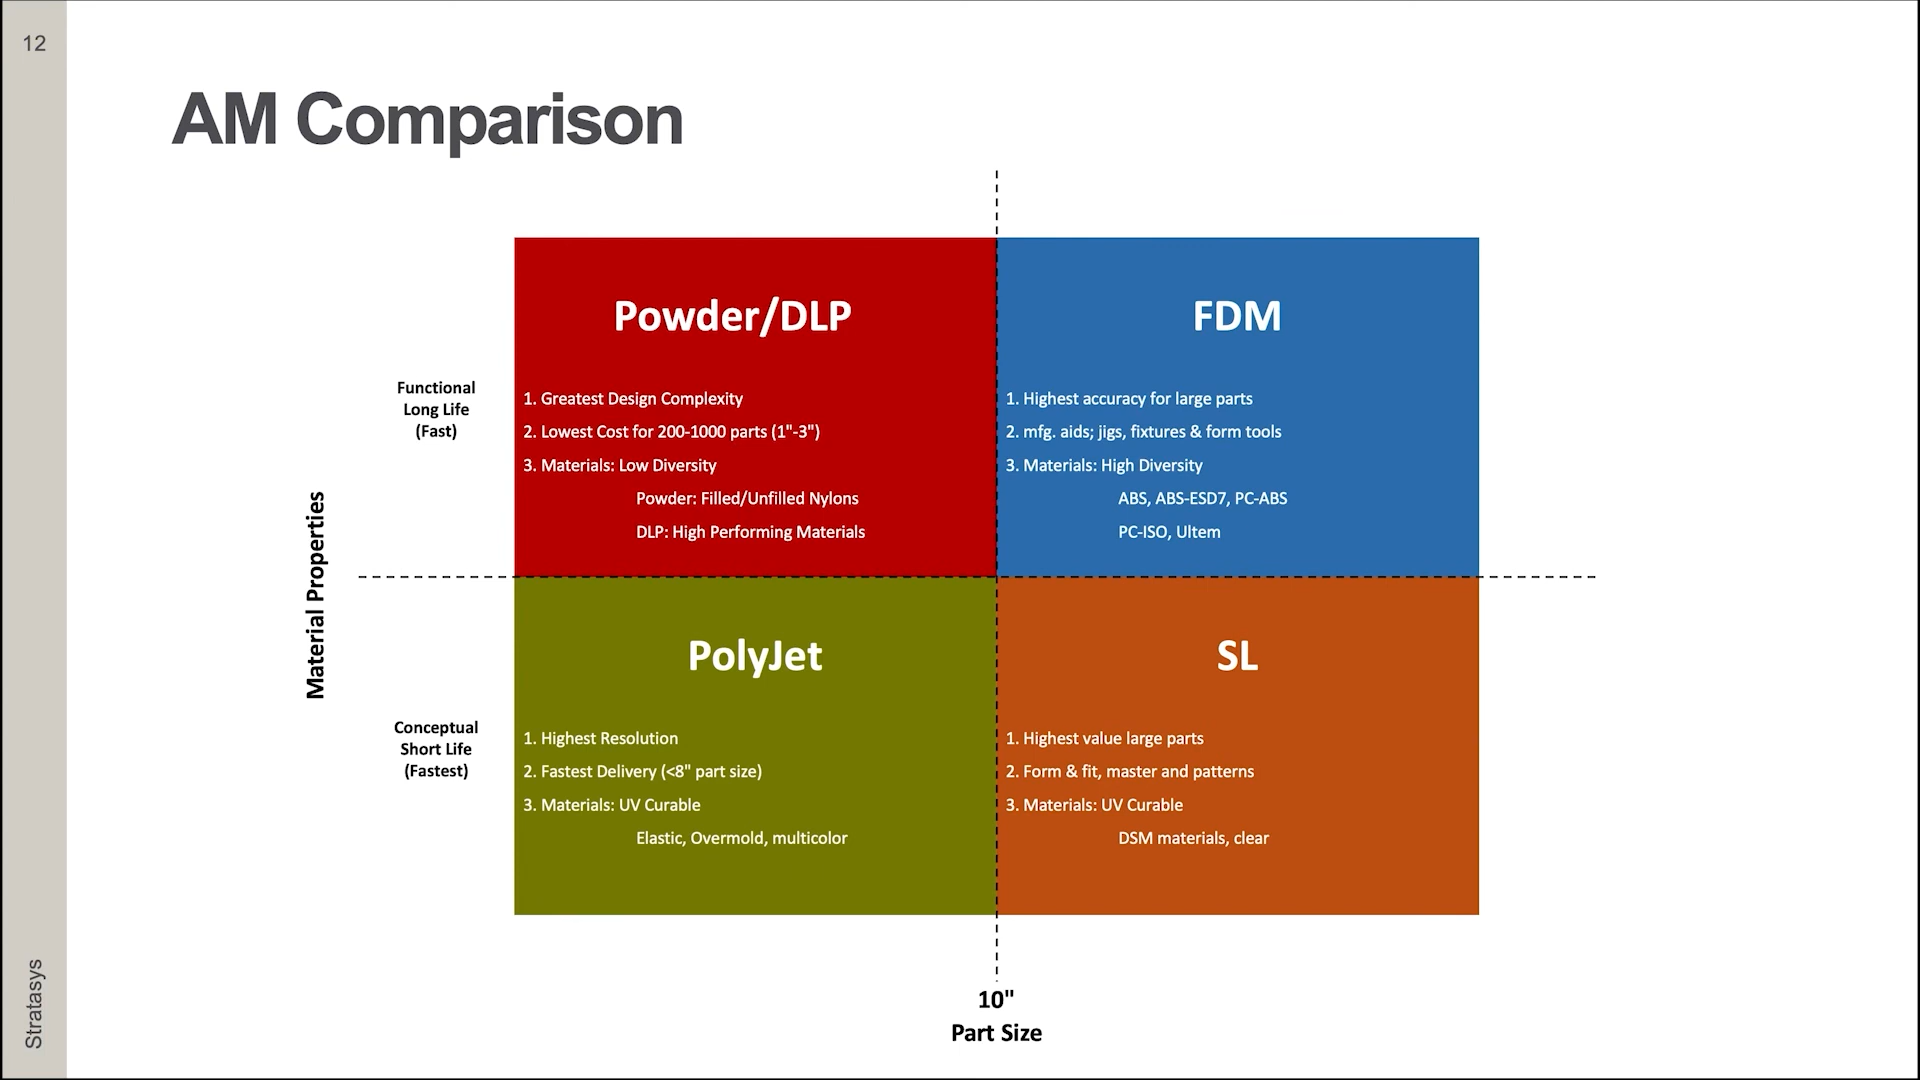 12
AM Comparison
Powder/DLP
1. Greatest Design Complexity
2. Lowest Cost for 200-1000 parts (1"-3")
3. Materials: Low Diversity
Powder: Filled/Unfilled Nylons
DLP: High Performing Materials
FDM
1. Highest accuracy for large parts
2. mfg. aids; jigs, fixtures & form tools
3. Materials: High Diversity
ABS, ABS-ESD7, PC-ABS
PC-ISO, Ultem
Functional
Long Life
(Fast)
Material Properties
PolyJet
1. Highest Resolution
2. Fastest Delivery (<8" part size)
3. Materials: UV Curable
Elastic, Overmold, multicolor
SL
1. Highest value large parts
2. Form & fit, master and patterns
3. Materials: UV Curable
DSM materials, clear
Conceptual
Short Life
(Fastest)
10"
Part Size
Stratasys